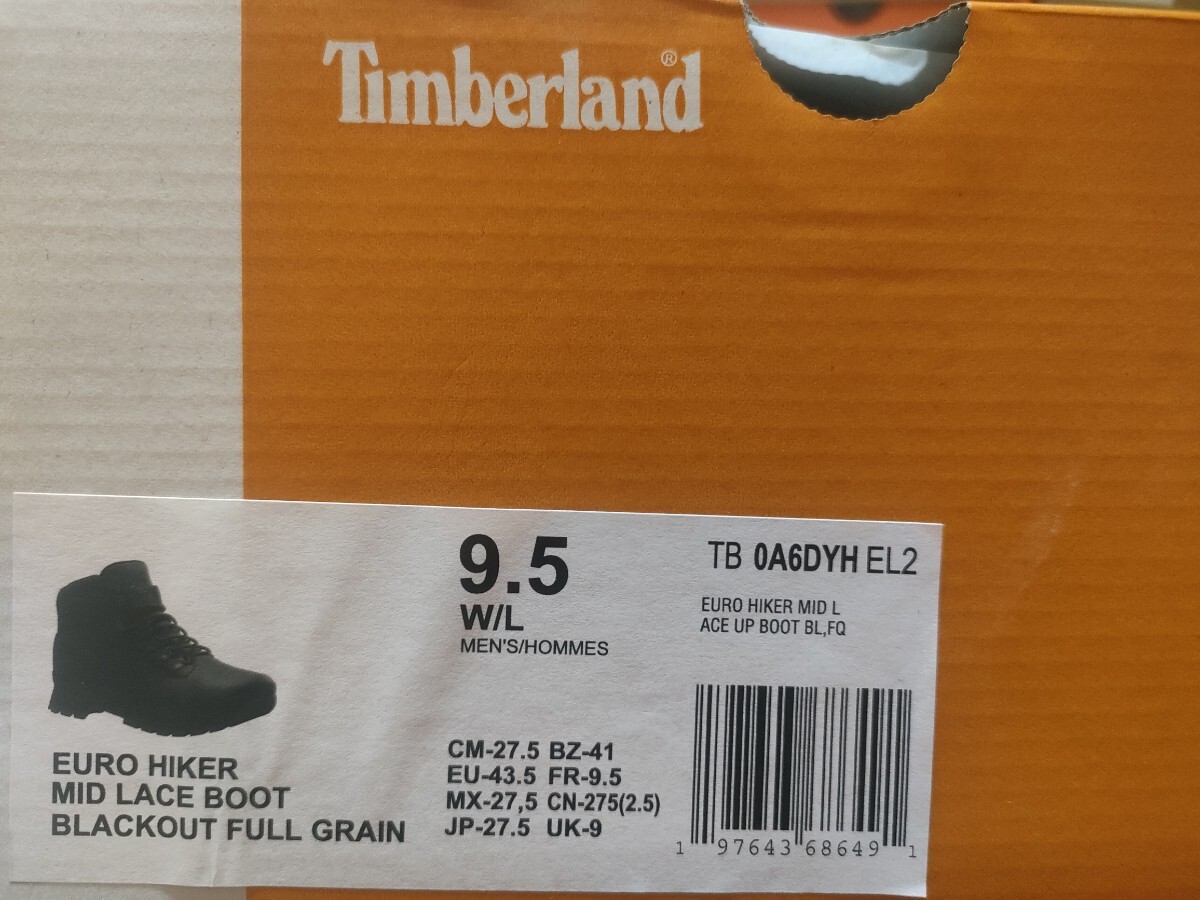 Timberland®
9.5
W/L
MEN'S/HOMMES
TB 0A6DYH EL2
EURO HIKER MID L
ACE UP BOOT BL,FQ
EURO HIKER
MID LACE BOOT
BLACKOUT FULL GRAIN
CM-27.5 BZ-41
EU-43.5 FR-9.5
MX-27,5 CN-275(2.5)
JP-27.5 UK-9
1 97643 68649 1